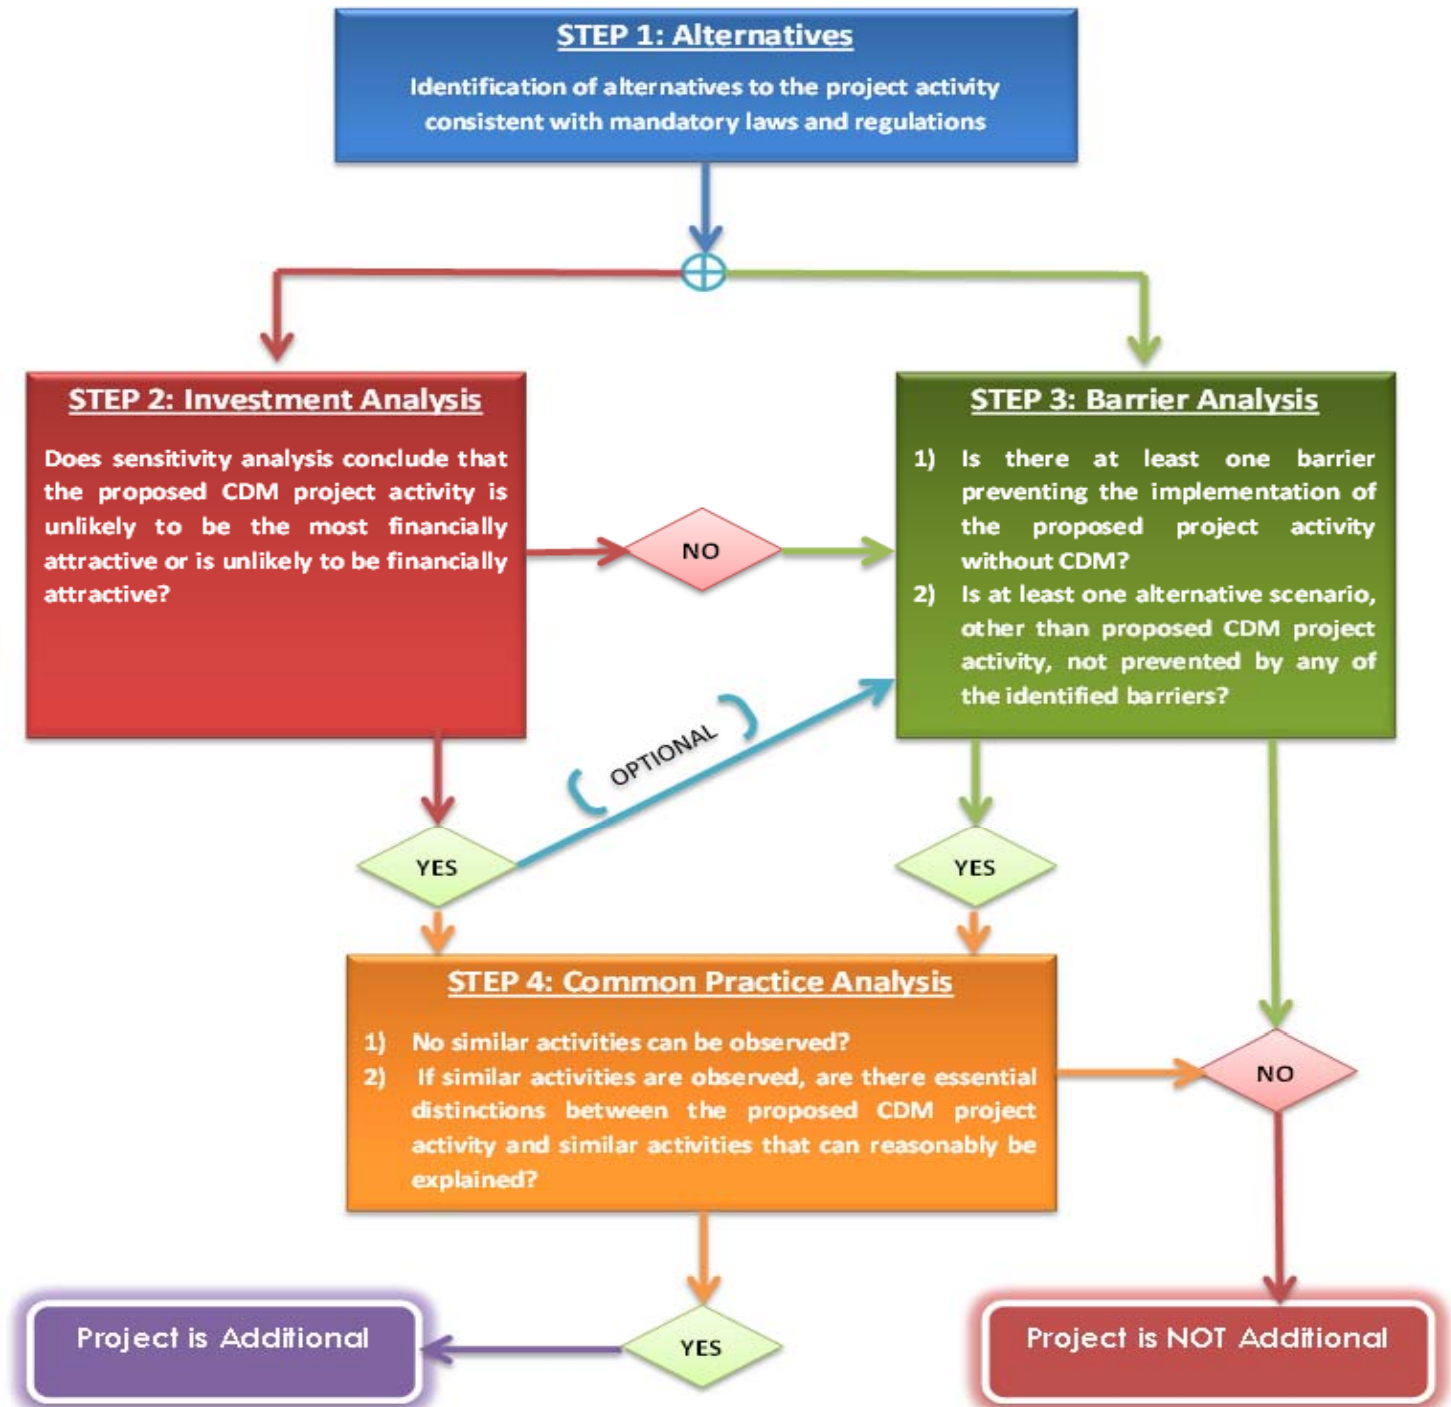 STEP 1: Alternatives
Identification of alternatives to the project activity
consistent with mandatory laws and regulations
STEP 2: Investment Analysis
Does sensitivity analysis conclude that
the proposed CDM project activity is
unlikely to be the most financially
attractive or is unlikely to be financially
attractive?
NO
STEP 3: Barrier Analysis
1) Is there at least one barrier
preventing the implementation of
the proposed project activity
without CDM?
2) Is at least one alternative scenario,
other than proposed CDM project
activity, not prevented by any of
the identified barriers?
OPTIONAL
YES
YES
STEP 4: Common Practice Analysis
1) No similar activities can be observed?
2) If similar activities are observed, are there essential
distinctions between the proposed CDM project
activity and similar activities that can reasonably be
explained?
NO
Project is Additional
YES
Project is NOT Additional